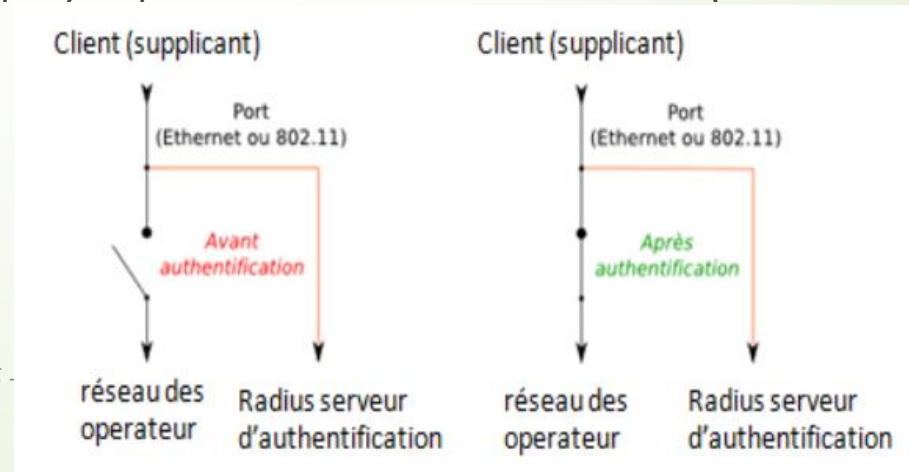 Client (supplicant)
Port
(Ethernet ou 802.11)
Avant
authentification
réseau des
operateur
Radius serveur
d'authentification
Client (supplicant)
Port
(Ethernet ou 802.11)
Après
authentification
réseau des
operateur
Radius serveur
d'authentification